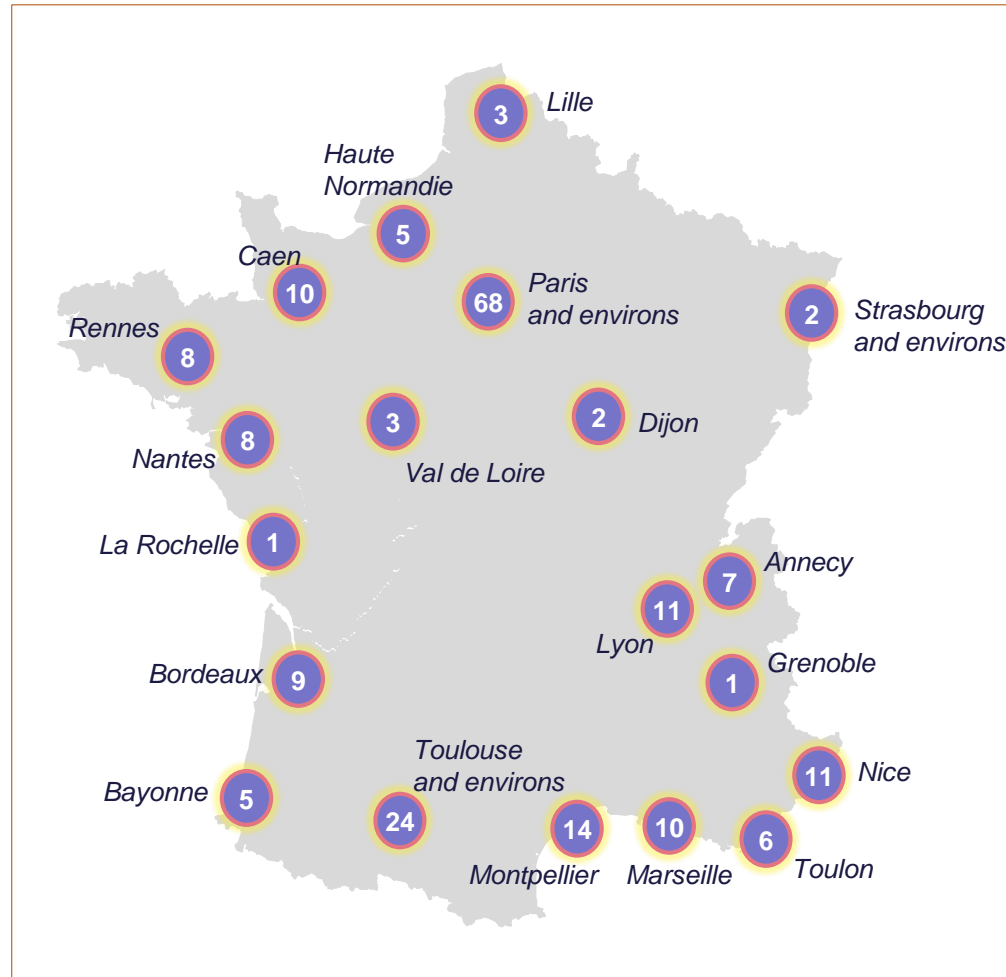 3
Lille
Haute
Normandie
5
Caen
10
68
Paris
and environs
2
Strasbourg
and environs
Rennes
8
3
Val de Loire
2
Dijon
8
Nantes
La Rochelle
1
7
Annecy
11
Lyon
Grenoble
1
Bordeaux
9
Toulouse
and environs
24
Bayonne
5
11
Nice
14
Montpellier
10
Marseille
6
Toulon